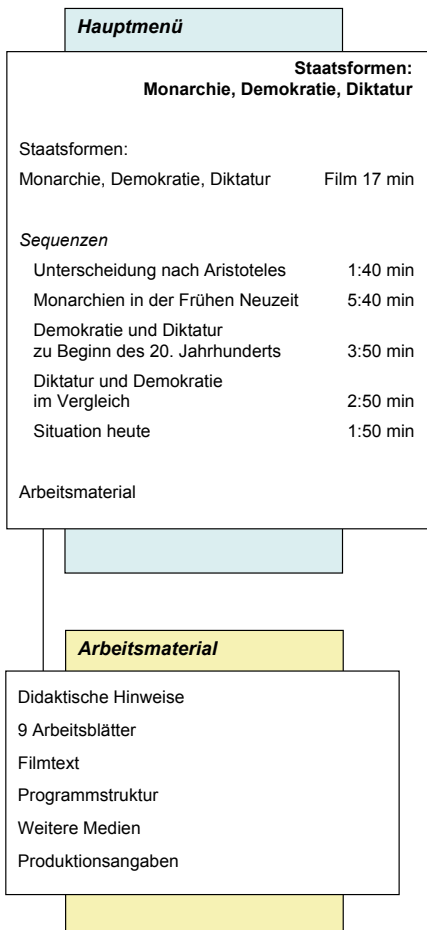 Hauptmenü
Staatsformen:
Monarchie, Demokratie, Diktatur
Staatsformen:
Monarchie, Demokratie, Diktatur Film 17 min
Sequenzen
Unterscheidung nach Aristoteles 1:40 min
Monarchien in der Frühen Neuzeit 5:40 min
Demokratie und Diktatur
zu Beginn des 20. Jahrhunderts 3:50 min
Diktatur und Demokratie
im Vergleich 2:50 min
Situation heute 1:50 min
Arbeitsmaterial
Arbeitsmaterial
Didaktische Hinweise
9 Arbeitsblätter
Filmtext
Programmstruktur
Weitere Medien
Produktionsangaben